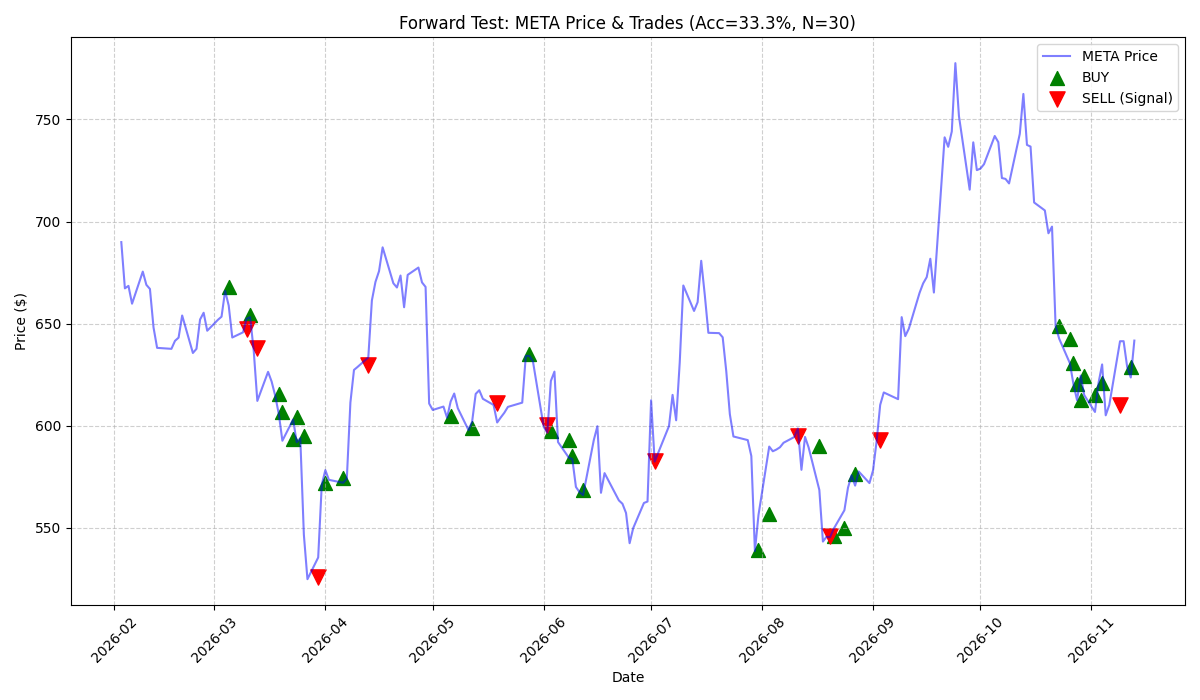 Forward Test: META Price & Trades (Acc=33.3%, N=30)
META Price
BUY
SELL (Signal)
Price ($)
750
700
650
600
550
2026-02
2026-03
2026-04
2026-05
2026-06
2026-07
2026-08
2026-09
2026-10
2026-11
Date